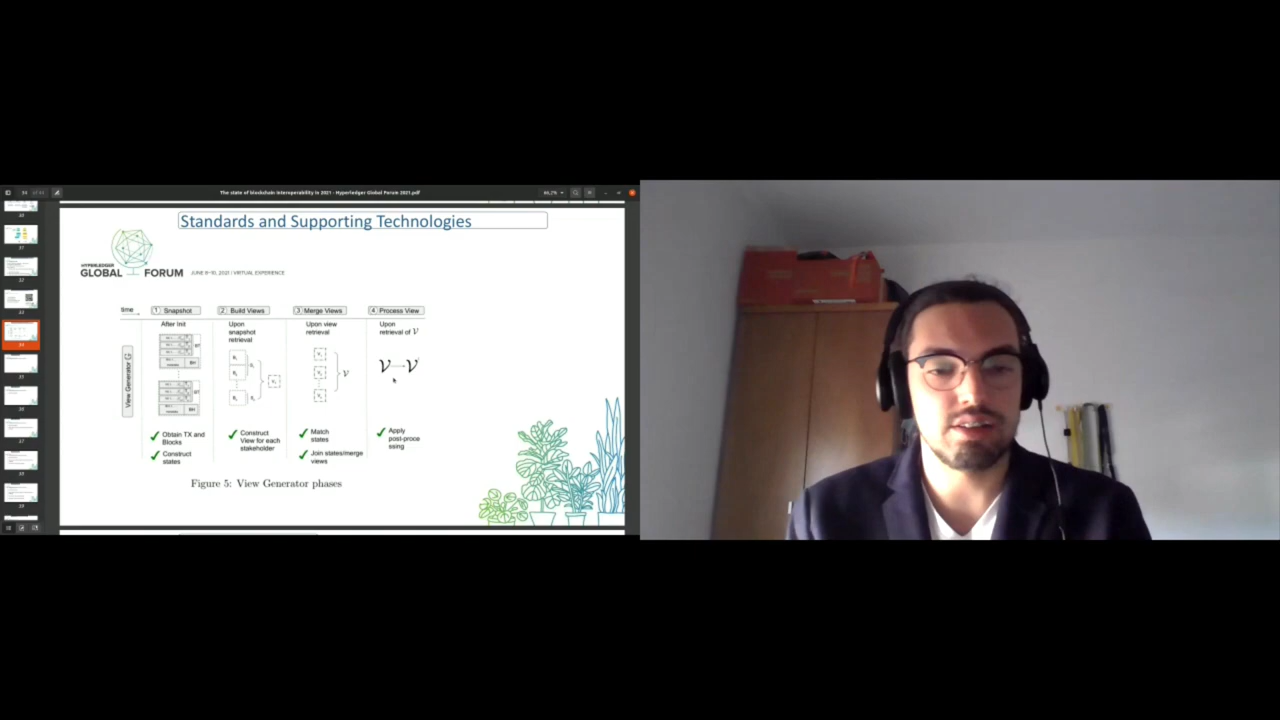 34
The state of blockchain interoperability in 2021 - Hyperledger Global Forum 2021.pdf
Standards and Supporting Technologies
HYPERLEDGER
GLOBAL FORUM
JUNE 8-10, 2021 / VIRTUAL EXPERIENCE
time
1 Snapshot
2 Build Views
3 Merge Views
4 Process View
After Init
Upon
snapshot
retrieval
Upon view
retrieval
Upon
retrieval of V
View Generator G
V → V
Obtain TX and
Blocks
Construct
states
Construct
View for each
stakeholder
Match
states
Join states/merge
views
Apply
post-proce
ssing
Figure 5: View Generator phases